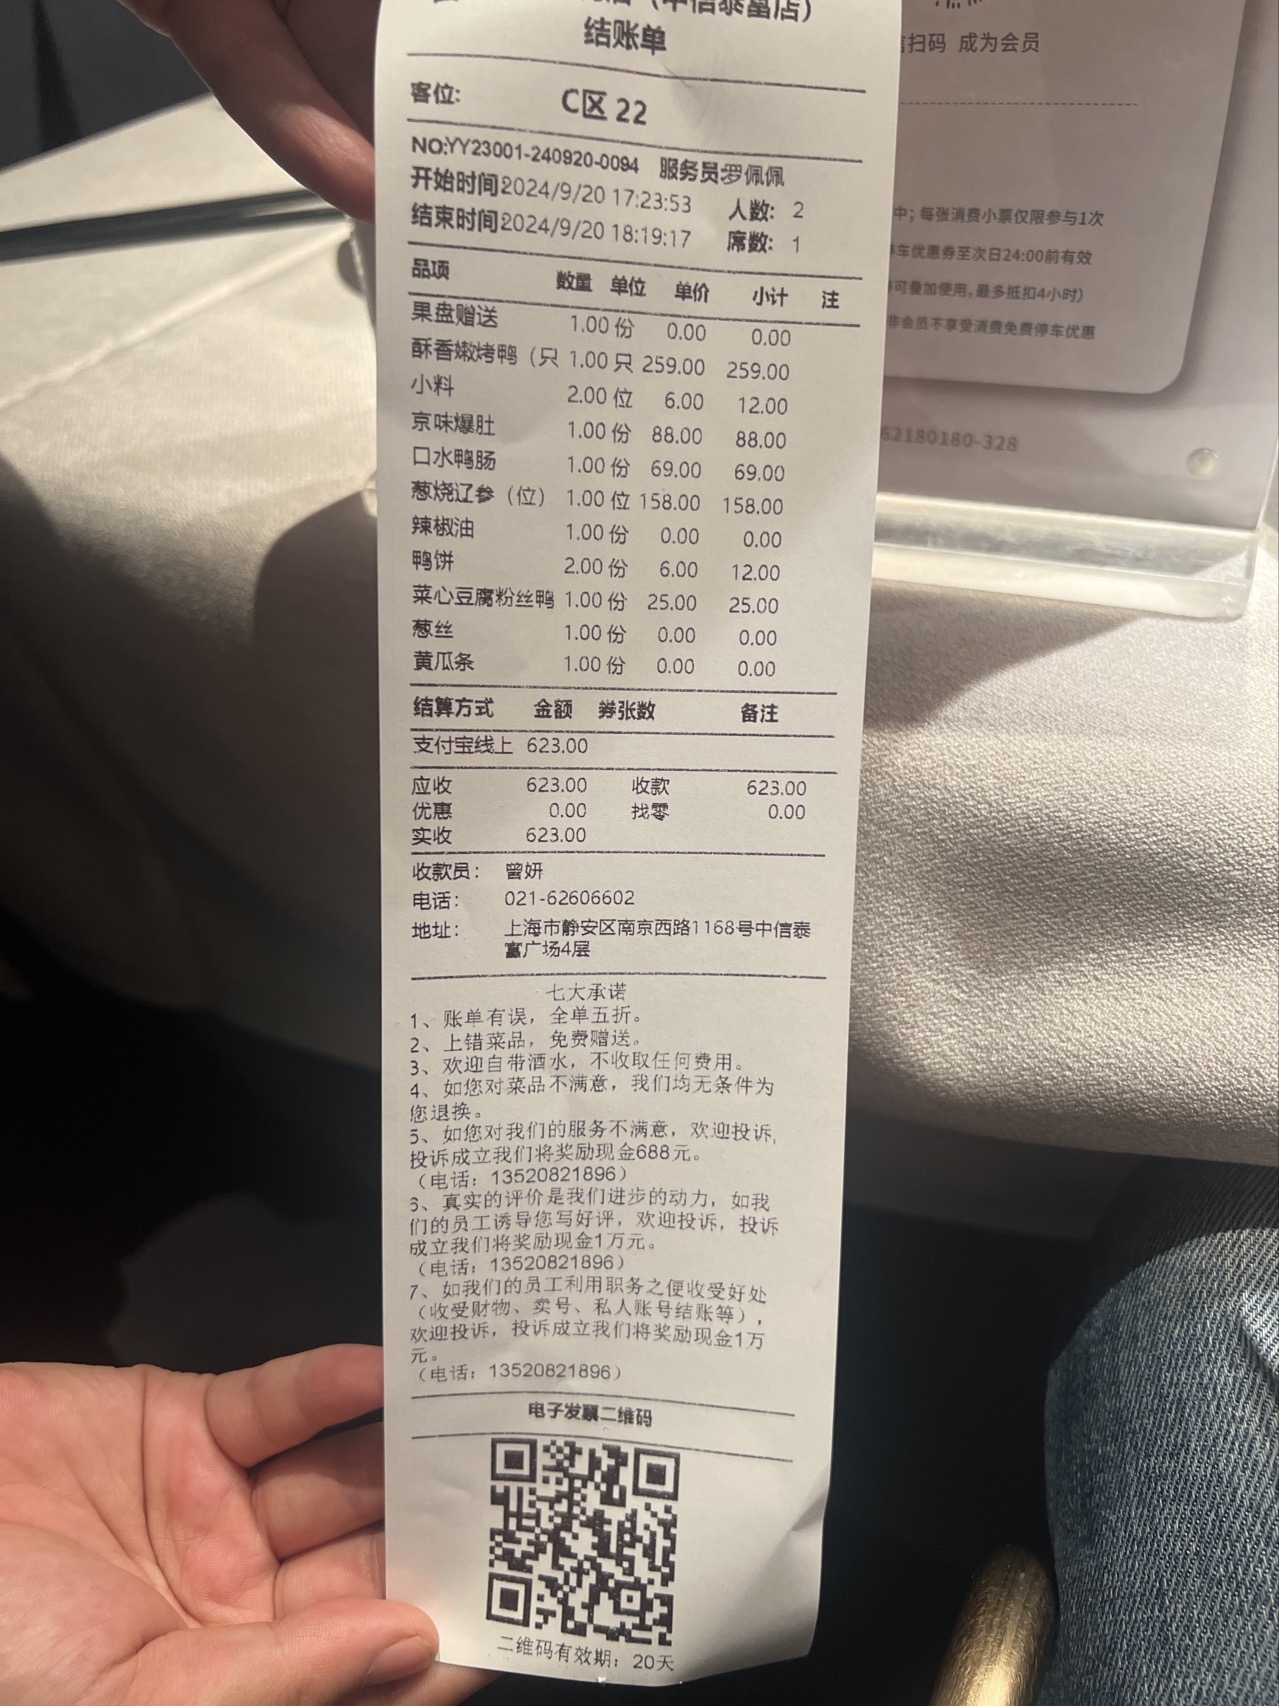 （中信泰富店）
结账单
客位: C区 22
NO:YY23001-240920-0094 服务员:罗佩佩
开始时间:2024/9/20 17:23:53 人数: 2
结束时间:2024/9/20 18:19:17 席数: 1
品项 数量 单位 单价 小计 注
果盘赠送 1.00 份 0.00 0.00
酥香嫩烤鸭（只 1.00 只 259.00 259.00
小料 2.00 位 6.00 12.00
京味爆肚 1.00 份 88.00 88.00
口水鸭肠 1.00 份 69.00 69.00
葱烧辽参（位） 1.00 位 158.00 158.00
辣椒油 1.00 份 0.00 0.00
鸭饼 2.00 份 6.00 12.00
菜心豆腐粉丝鸭 1.00 份 25.00 25.00
葱丝 1.00 份 0.00 0.00
黄瓜条 1.00 份 0.00 0.00
结算方式 金额 券张数 备注
支付宝线上 623.00
应收 623.00 收款 623.00
优惠 0.00 找零 0.00
实收 623.00
收款员: 曾妍
电话: 021-62606602
地址: 上海市静安区南京西路1168号中信泰
富广场4层
七大承诺
1、账单有误，全单五折。
2、上错菜品，免费赠送。
3、欢迎自带酒水，不收取任何费用。
4、如您对菜品不满意，我们均无条件为
您退换。
5、如您对我们的服务不满意，欢迎投诉,
投诉成立我们将奖励现金688元。
（电话：13520821896）
6、真实的评价是我们进步的动力，如我
们的员工诱导您写好评，欢迎投诉，投诉
成立我们将奖励现金1万元。
（电话：13520821896）
7、如我们的员工利用职务之便收受好处
（收受财物、卖号、私人账号结账等），
欢迎投诉，投诉成立我们将奖励现金1万
元。
（电话：13520821896）
电子发票二维码
二维码有效期：20天
扫码 成为会员
中；每张消费小票仅限参与1次
车优惠券至次日24:00前有效
可叠加使用，最多抵扣4小时）
非会员不享受消费免费停车优惠
62180180-328